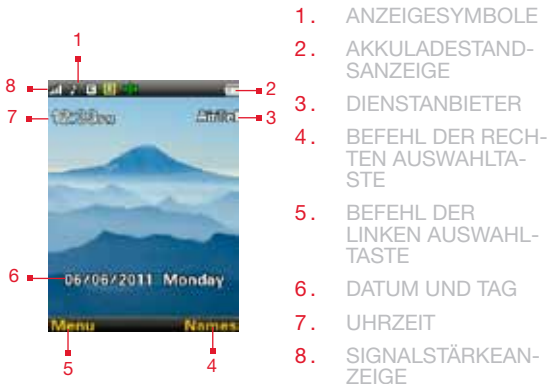 1
8
2
7
Airtel
3
6
06/06/2011 Monday
Menu
Names
5
4
1. ANZEIGESYMBOLE
2. AKKULADESTAND-
SANZEIGE
3. DIENSTANBIETER
4. BEFEHL DER RECH-
TEN AUSWAHLTA-
STE
5. BEFEHL DER
LINKEN AUSWAHL-
TASTE
6. DATUM UND TAG
7. UHRZEIT
8. SIGNALSTÄRKEAN-
ZEIGE